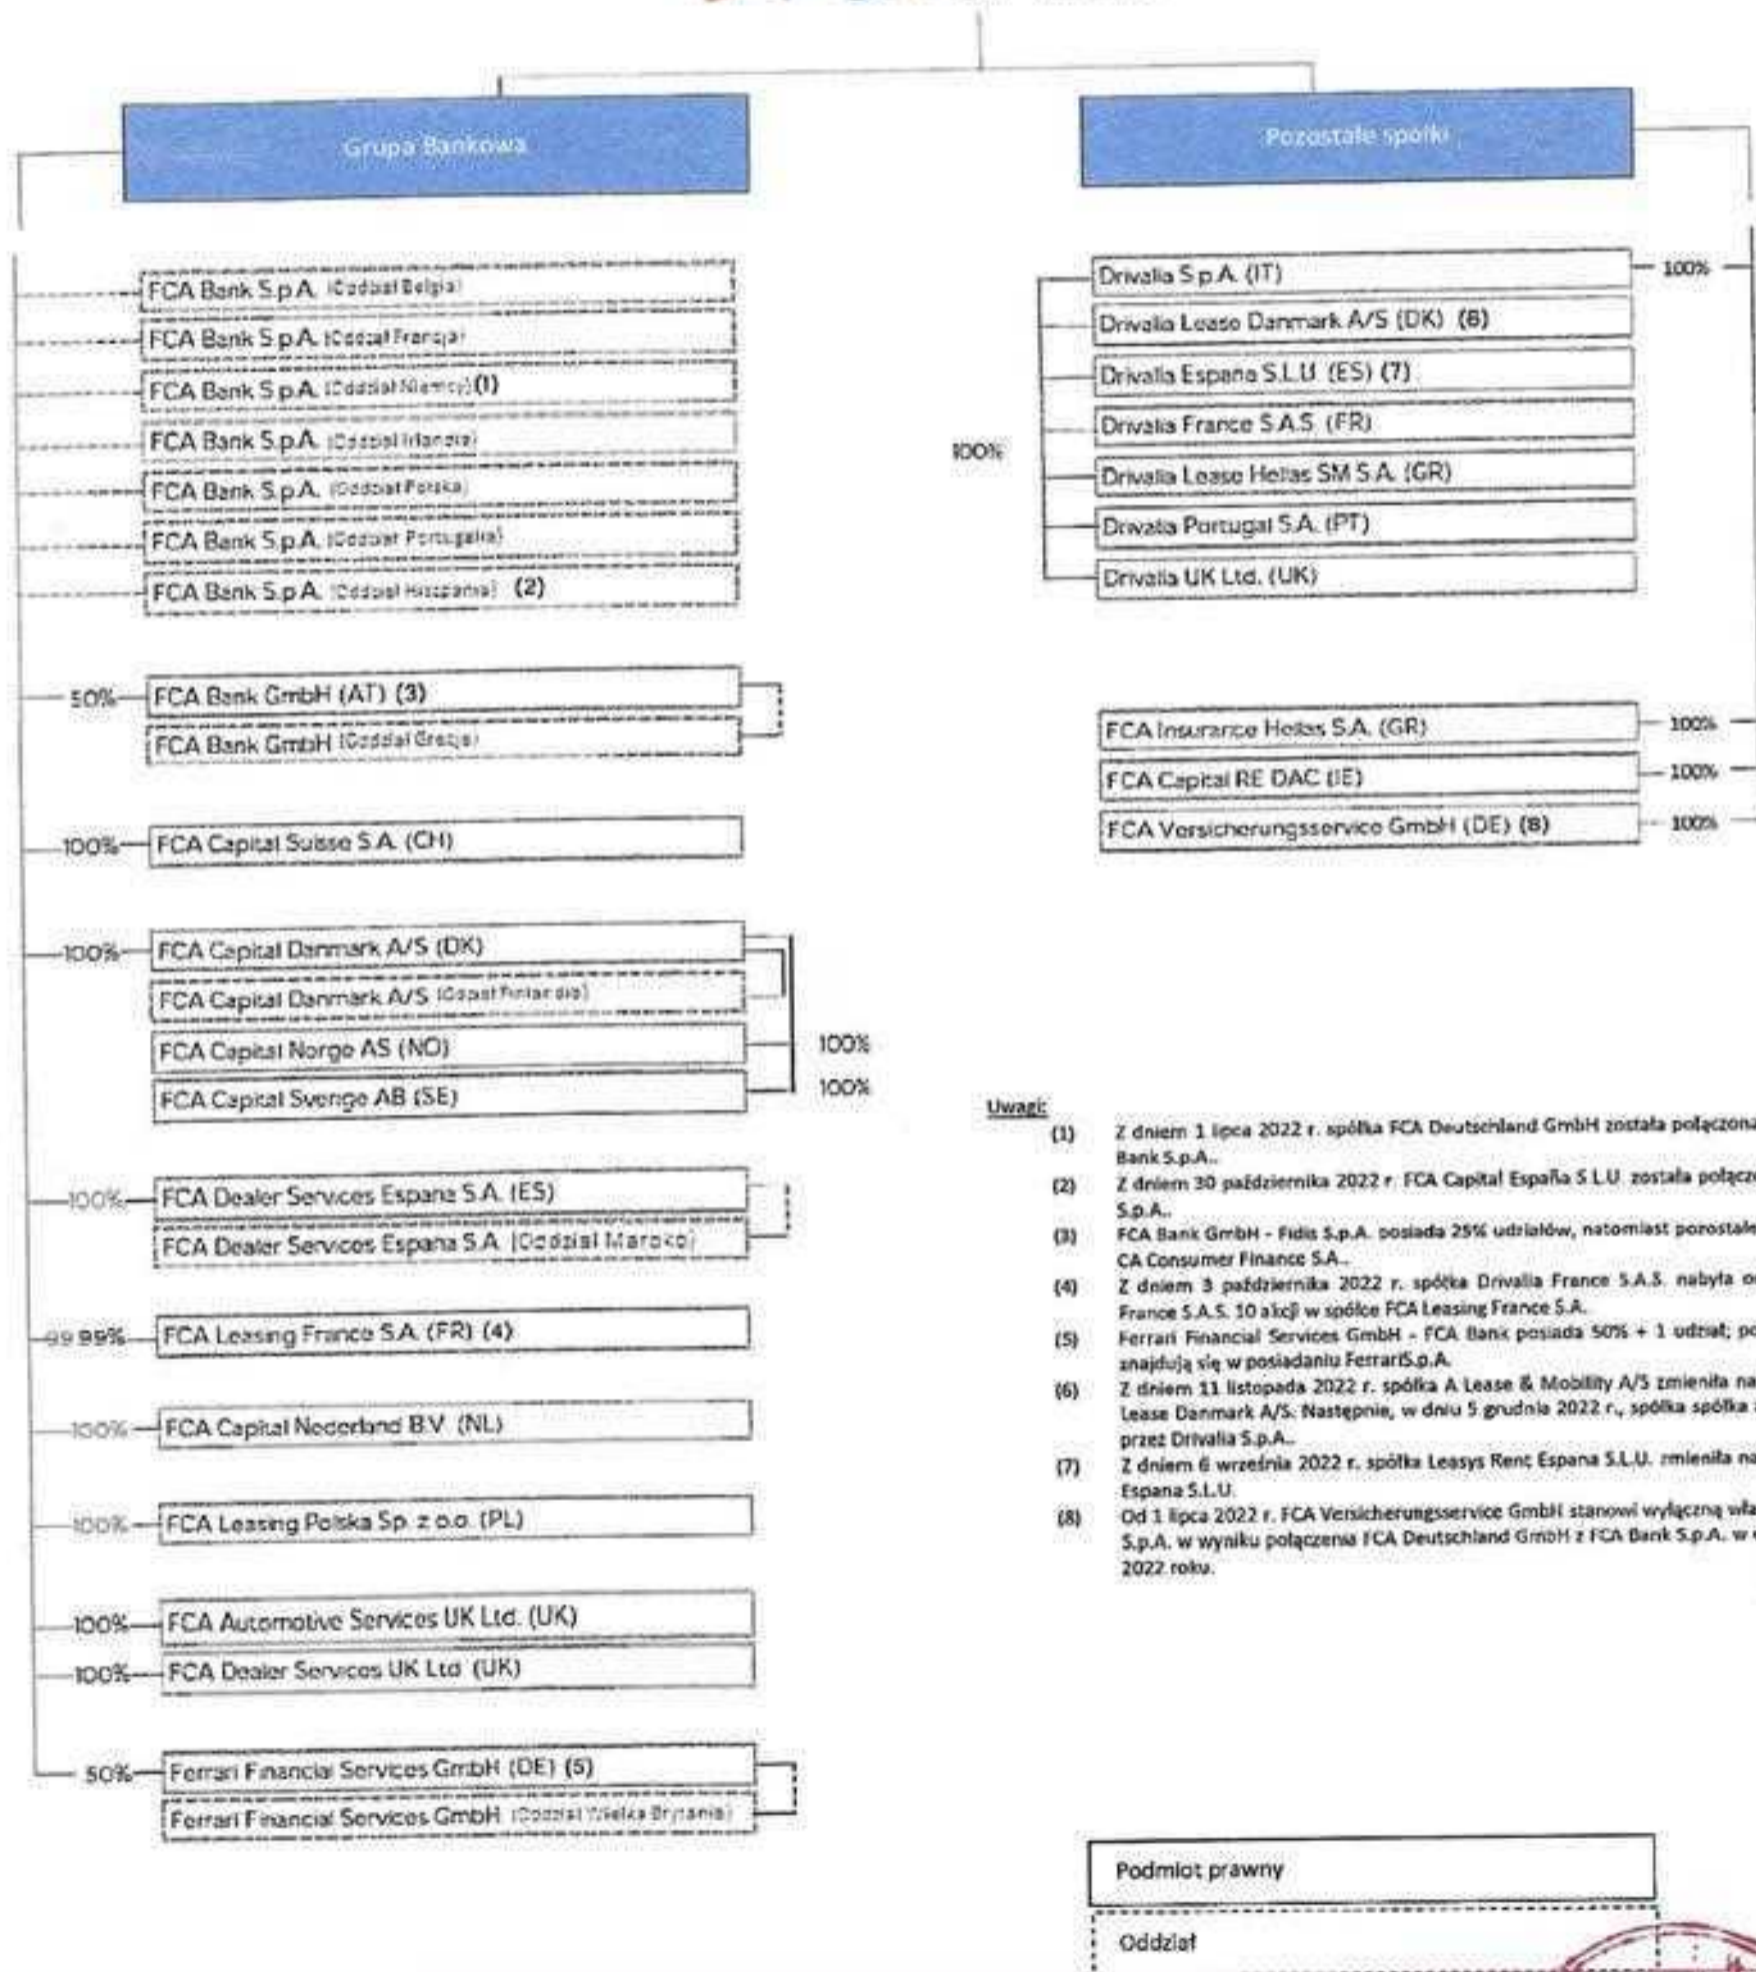 Grupa Bankowa
FCA Bank S.p.A. (Oddział Belgia)
FCA Bank S.p.A. (Oddział Francja)
FCA Bank S.p.A. (Oddział Niemcy) (1)
FCA Bank S.p.A. (Oddział Irlandia)
FCA Bank S.p.A. (Oddział Polska)
FCA Bank S.p.A. (Oddział Portugalia)
FCA Bank S.p.A. (Oddział Hiszpania) (2)
50% FCA Bank GmbH (AT) (3)
FCA Bank GmbH (Oddział Grecja)
100% FCA Capital Suisse S.A. (CH)
100% FCA Capital Danmark A/S (DK)
FCA Capital Danmark A/S (Oddział Finlandia)
FCA Capital Norge AS (NO) 100%
FCA Capital Sverige AB (SE) 100%
100% FCA Dealer Services Espana S.A. (ES)
FCA Dealer Services Espana S.A. (Oddział Maroko)
99.99% FCA Leasing France S.A. (FR) (4)
100% FCA Capital Nederland B.V. (NL)
100% FCA Leasing Polska Sp. z o.o. (PL)
100% FCA Automotive Services UK Ltd. (UK)
100% FCA Dealer Services UK Ltd. (UK)
50% Ferrari Financial Services GmbH (DE) (5)
Ferrari Financial Services GmbH (Oddział Wielka Brytania)
Pozostałe spółki
Drivalia S.p.A. (IT) 100%
Drivalia Lease Danmark A/S (DK) (6)
Drivalia Espana S.L.U. (ES) (7)
Drivalia France S.A.S. (FR)
100%
Drivalia Lease Hellas SM S.A. (GR)
Drivalia Portugal S.A. (PT)
Drivalia UK Ltd. (UK)
FCA Insurance Hellas S.A. (GR) 100%
FCA Capital RE DAC (IE) 100%
FCA Versicherungsservice GmbH (DE) (8) 100%
Uwagi:
(1) Z dniem 1 lipca 2022 r. spółka FCA Deutschland GmbH została połączona
Bank S.p.A..
(2) Z dniem 30 października 2022 r. FCA Capital España S.L.U. została połącz
S.p.A..
(3) FCA Bank GmbH - Fidis S.p.A. posiada 25% udziałów, natomiast pozostałe
CA Consumer Finance S.A..
(4) Z dniem 3 października 2022 r. spółka Drivalia France S.A.S. nabyła o
France S.A.S. 10 akcji w spółce FCA Leasing France S.A.
(5) Ferrari Financial Services GmbH - FCA Bank posiada 50% + 1 udział; po
znajdują się w posiadaniu FerrariS.p.A.
(6) Z dniem 11 listopada 2022 r. spółka A Lease & Mobility A/S zmieniła na
Lease Danmark A/S. Następnie, w dniu 5 grudnia 2022 r., spółka spółka
przez Drivalia S.p.A..
(7) Z dniem 6 września 2022 r. spółka Leasys Rent Espana S.L.U. zmieniła na
Espana S.L.U.
(8) Od 1 lipca 2022 r. FCA Versicherungsservice GmbH stanowi wyłączną wła
S.p.A. w wyniku połączenia FCA Deutschland GmbH z FCA Bank S.p.A. w
2022 roku.
Podmiot prawny
Oddział